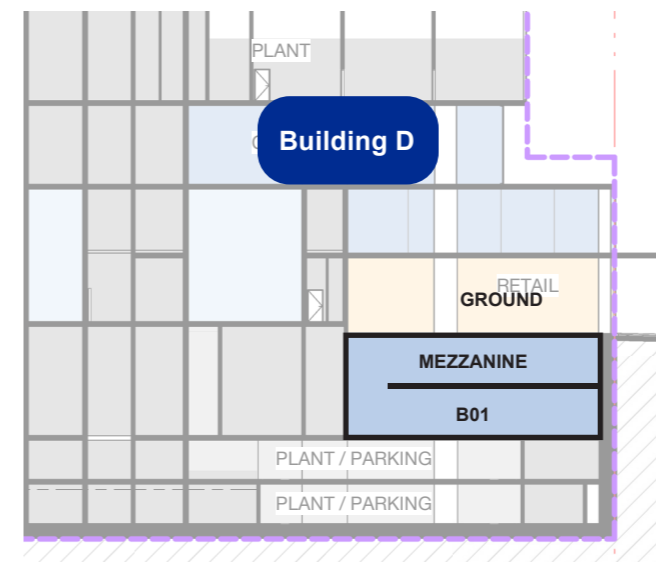 PLANT
Building D
RETAIL
GROUND
MEZZANINE
B01
PLANT / PARKING
PLANT / PARKING